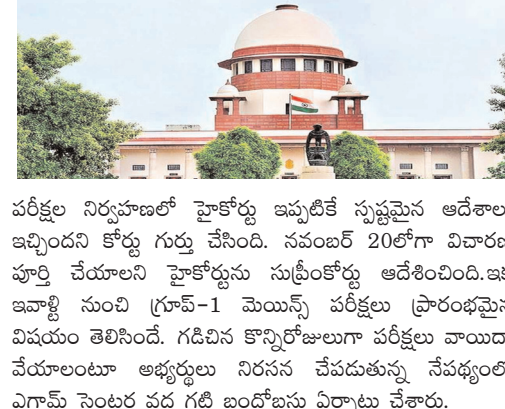 పరీక్షల నిర్వహణలో హైకోర్టు ఇప్పటికే స్పష్టమైన ఆదేశాలు
ఇచ్చిందని కోర్టు గుర్తు చేసింది. నవంబర్ 20లోగా విచారణ
పూర్తి చేయాలని హైకోర్టును సుప్రీంకోర్టు ఆదేశించింది.ఇక
ఇవాళ్టి నుంచి గ్రూప్-1 మెయిన్స్ పరీక్షలు ప్రారంభమైన
విషయం తెలిసిందే. గడిచిన కొన్నిరోజులుగా పరీక్షలు వాయిదా
వేయాలంటూ అభ్యర్థులు నిరసన చేపడుతున్న నేపథ్యంలో
ఎగ్జామ్ సెంటర్ల వద్ద గట్టి బందోబస్తు ఏర్పాటు చేశారు.